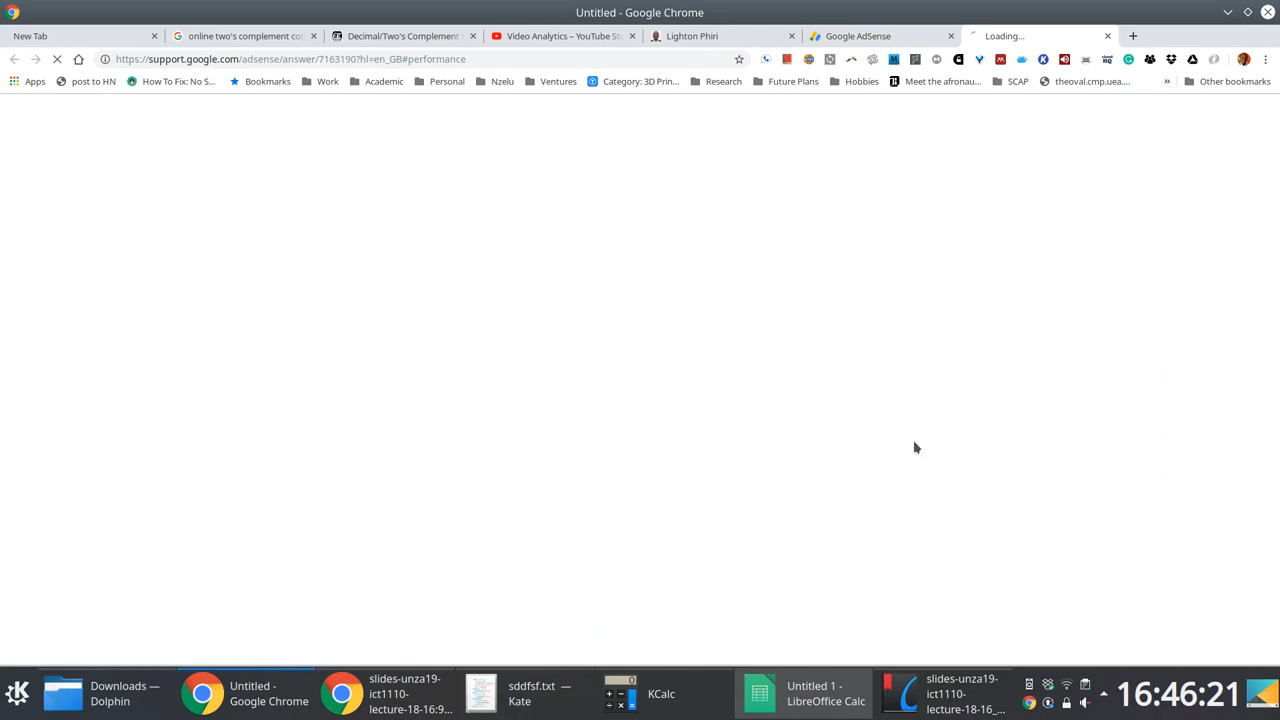 Untitled - Google Chrome
New Tab
online two's complement co
Decimal/Two's Complement C
Video Analytics – YouTube Stu
Lighton Phiri
Google AdSense
Loading...
https://support.google.com/adsense/answer/7163190?hl=en_GB#performance
Apps
post to HN
How To Fix: No S...
Bookmarks
Work
Academic
Personal
Nzelu
Ventures
Category: 3D Prin...
Research
Future Plans
Hobbies
Meet the afronau...
SCAP
theoval.cmp.uea....
»
Other bookmarks
Downloads —
Dolphin
Untitled -
Google Chrome
slides-unza19-
ict1110-
lecture-18-16:9...
sddfsf.txt —
Kate
KCalc
Untitled 1 -
LibreOffice Calc
slides-unza19-
ict1110-
lecture-18-16_...
16:46:21